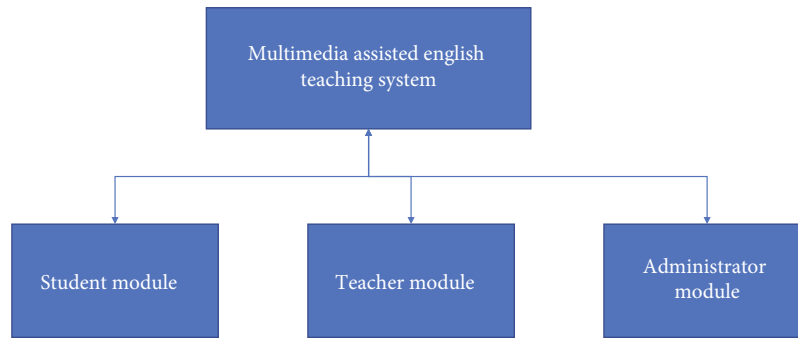 Multimedia assisted english
teaching system
Student module
Teacher module
Administrator
module